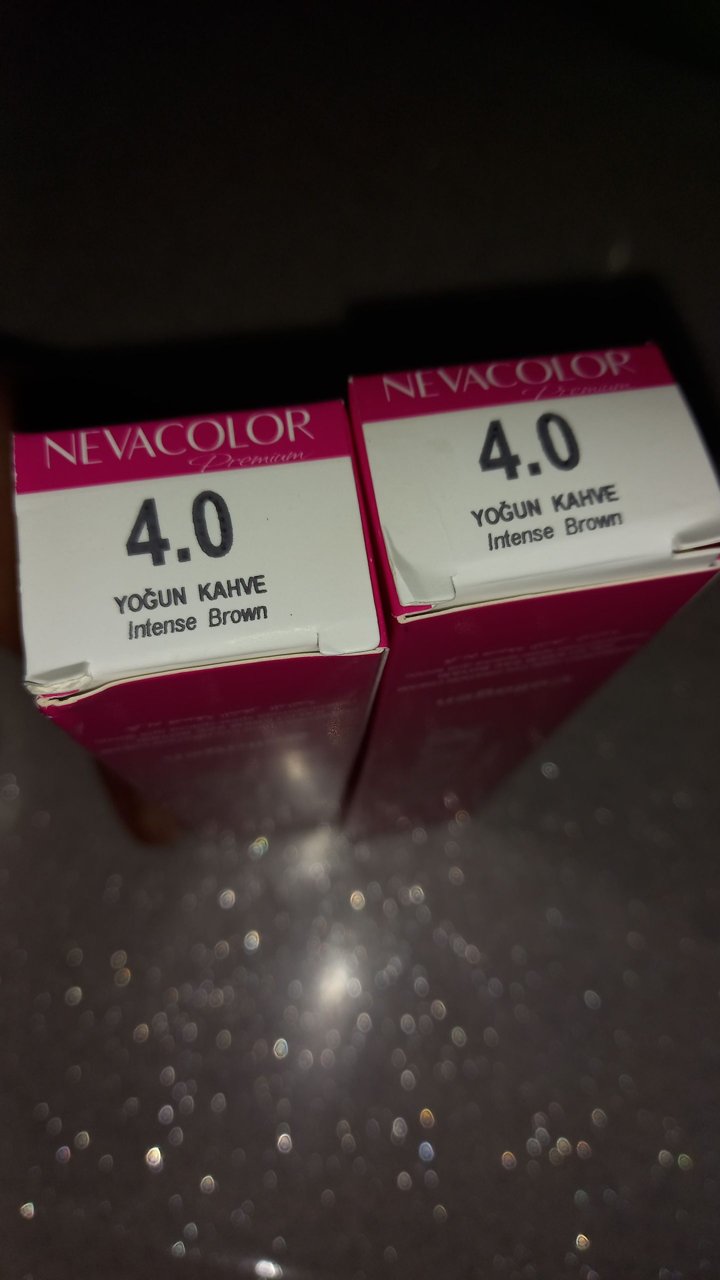 NEVACOLOR
Premium
4.0
YOĞUN KAHVE
Intense Brown
NEVACOLOR
Premium
4.0
YOĞUN KAHVE
Intense Brown